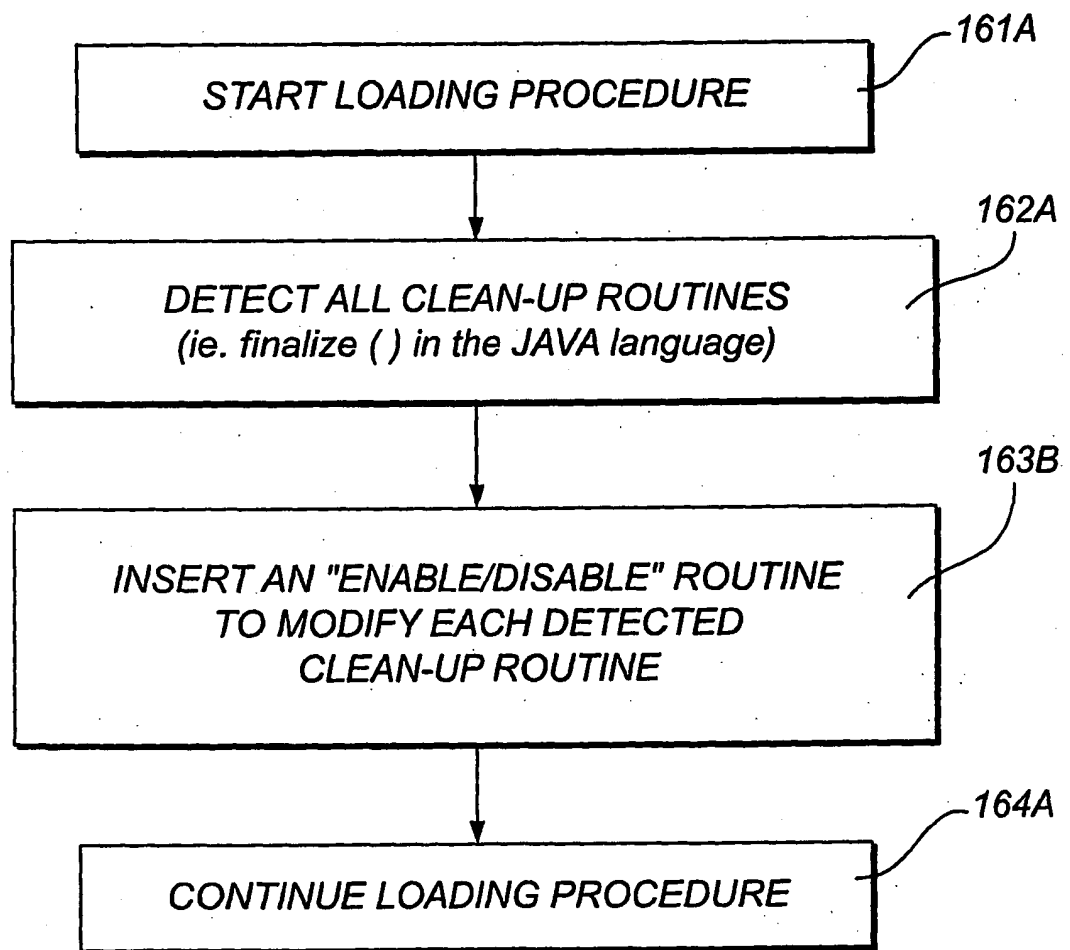 161A
START LOADING PROCEDURE
162A
DETECT ALL CLEAN-UP ROUTINES
(ie. finalize ( ) in the JAVA language)
163B
INSERT AN "ENABLE/DISABLE" ROUTINE
TO MODIFY EACH DETECTED
CLEAN-UP ROUTINE
164A
CONTINUE LOADING PROCEDURE